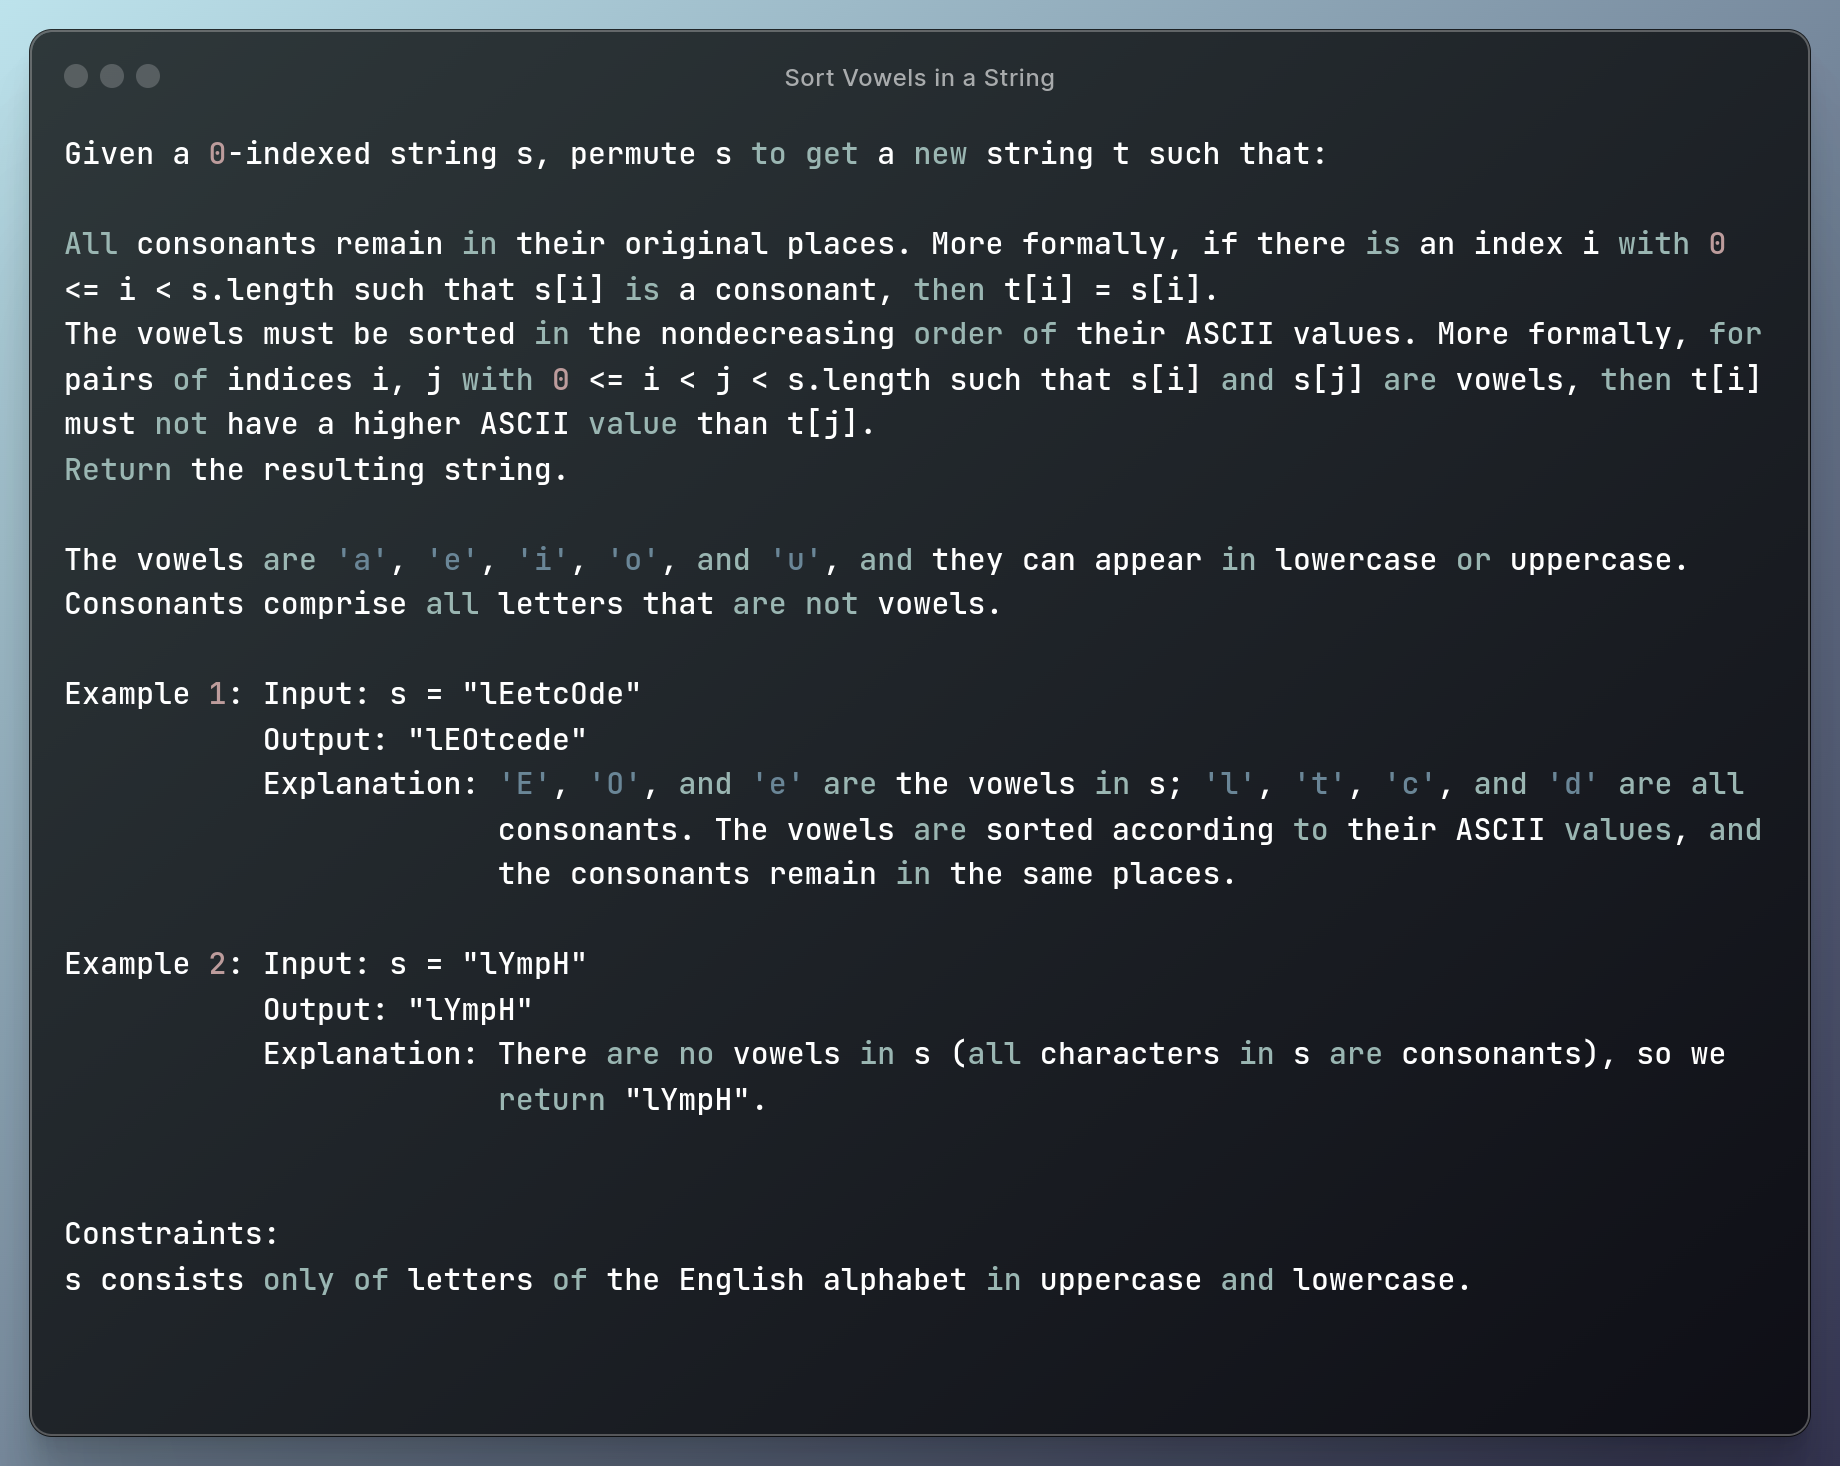 Sort Vowels in a String
Given a 0-indexed string s, permute s to get a new string t such that:
All consonants remain in their original places. More formally, if there is an index i with 0
<= i < s.length such that s[i] is a consonant, then t[i] = s[i].
The vowels must be sorted in the nondecreasing order of their ASCII values. More formally, for
pairs of indices i, j with 0 <= i < j < s.length such that s[i] and s[j] are vowels, then t[i]
must not have a higher ASCII value than t[j].
Return the resulting string.
The vowels are 'a', 'e', 'i', 'o', and 'u', and they can appear in lowercase or uppercase.
Consonants comprise all letters that are not vowels.
Example 1: Input: s = "lEetcOde"
Output: "lEOtcede"
Explanation: 'E', 'O', and 'e' are the vowels in s; 'l', 't', 'c', and 'd' are all
consonants. The vowels are sorted according to their ASCII values, and
the consonants remain in the same places.
Example 2: Input: s = "lYmpH"
Output: "lYmpH"
Explanation: There are no vowels in s (all characters in s are consonants), so we
return "lYmpH".
Constraints:
s consists only of letters of the English alphabet in uppercase and lowercase.